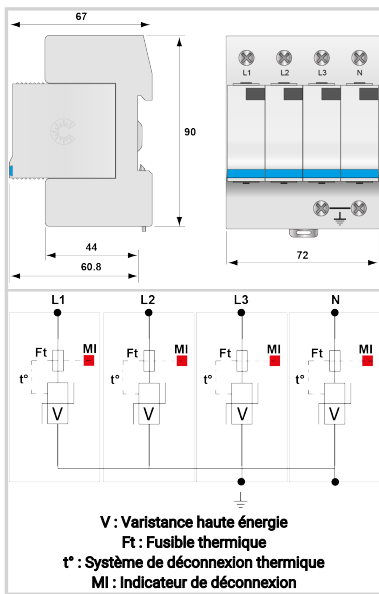 67
90
44
60.8
L1 L2 L3 N
72
L1 L2 L3 N
Ft MI Ft MI Ft MI Ft MI
t° t° t° t°
V V V V
V : Varistance haute énergie
Ft : Fusible thermique
t° : Système de déconnexion thermique
MI : Indicateur de déconnexion